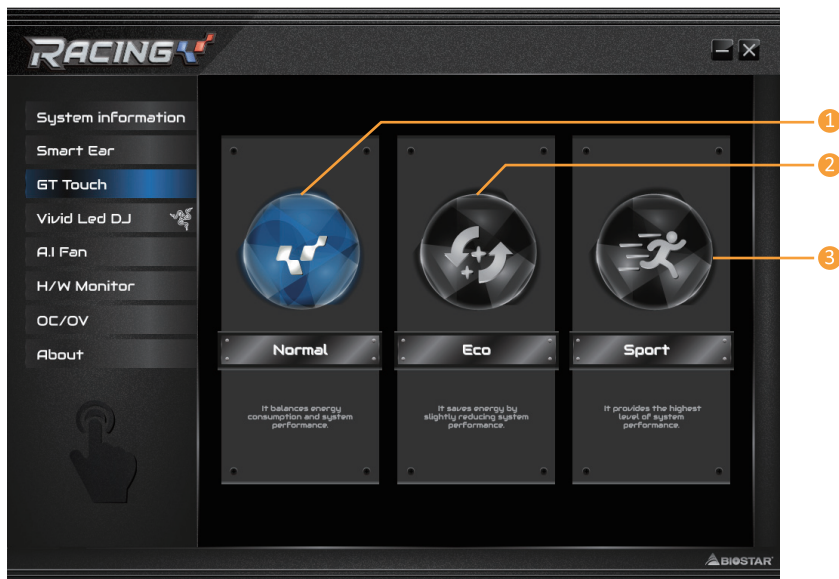 RACING
System information
Smart Ear
GT Touch
Vivid Led DJ
A.I Fan
H/W Monitor
OC/OV
About
1
2
3
Normal
It balances energy
consumption and system
performance.
Eco
It saves energy by
slightly reducing system
performance.
Sport
It provides the highest
level of system
performance.
BIOSTAR